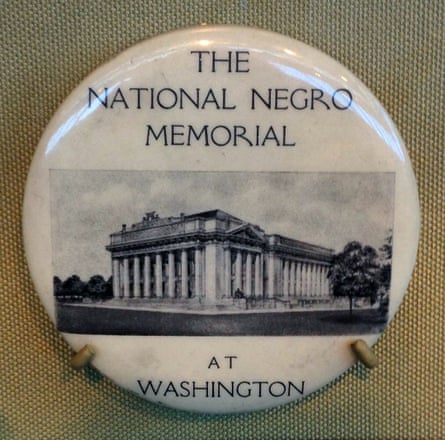 THE
NATIONAL NEGRO
MEMORIAL
AT
WASHINGTON